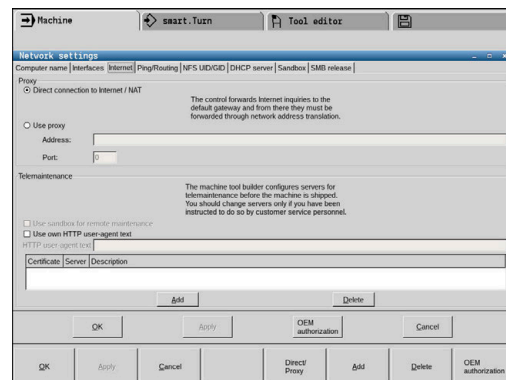 Machine
smart.Turn
Tool editor
Network settings
Computer name Interfaces Internet Ping/Routing NFS UID/GID DHCP server Sandbox SMB release
Proxy
Direct connection to Internet / NAT
The control forwards Internet inquiries to the
default gateway and from there they must be
forwarded through network address translation.
Use proxy
Address:
Port: 0
Telemaintenance
The machine tool builder configures servers for
telemaintenance before the machine is shipped.
You should change servers only if you have been
instructed to do so by customer service personnel.
Use sandbox for remote maintenance
Use own HTTP user-agent text
HTTP user-agent text
Certificate Server Description
Add Delete
OK Apply OEM authorization Cancel
OK Apply Cancel Direct/ Proxy Add Delete OEM authorization